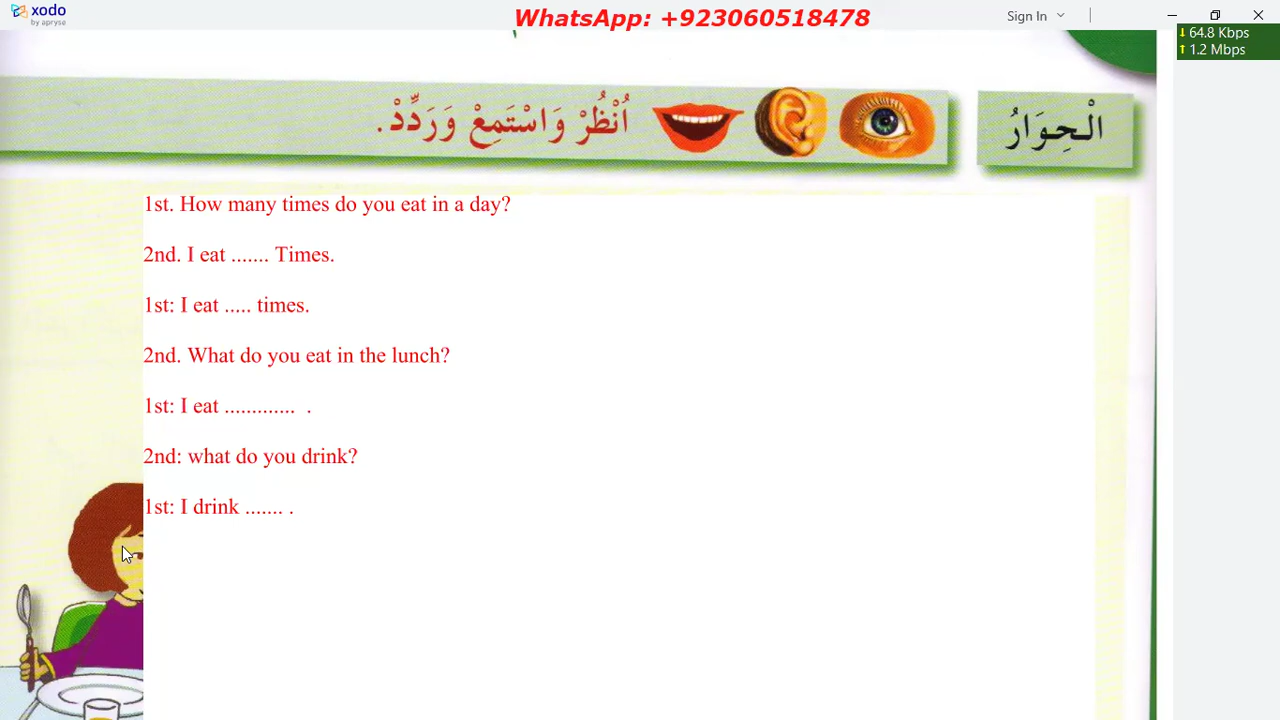 xodo
by apryse
WhatsApp: +923060518478
Sign In
↓ 64.8 Kbps
↑ 1.2 Mbps
الْحِوَارُ
اُنْظُرْ وَاسْتَمِعْ وَرَدِّدْ.
1st. How many times do you eat in a day?
2nd. I eat ....... Times.
1st: I eat ..... times.
2nd. What do you eat in the lunch?
1st: I eat ............. .
2nd: what do you drink?
1st: I drink ....... .